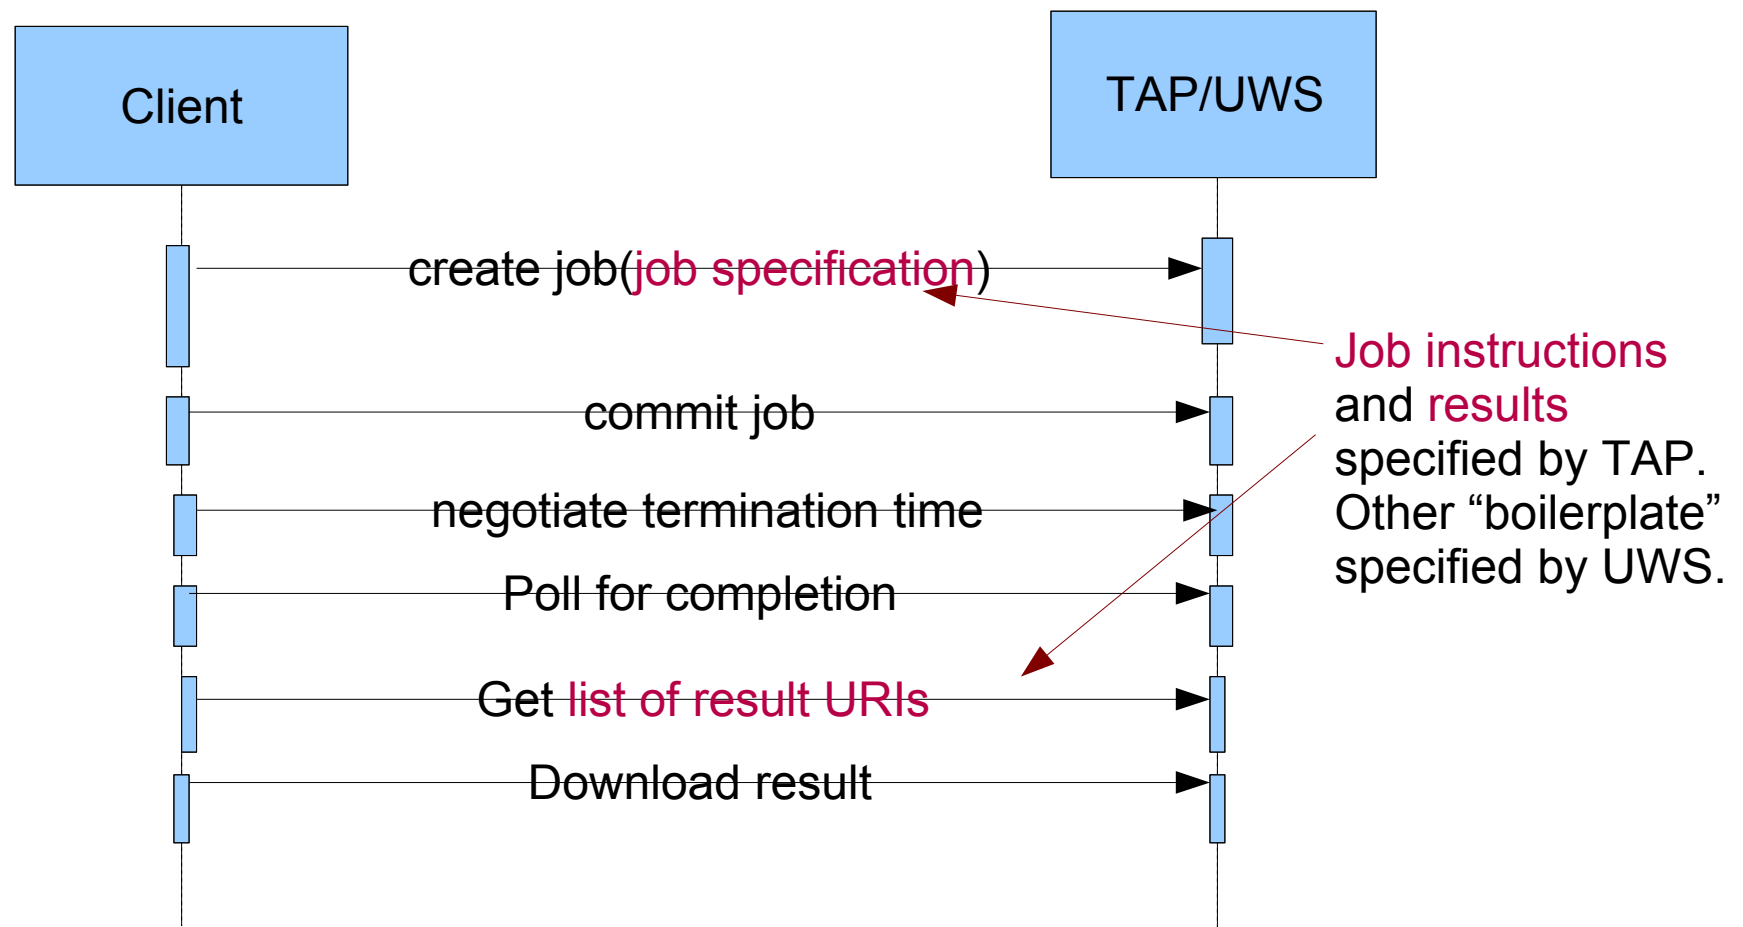 Client
TAP/UWS
create job(job specification)
commit job
negotiate termination time
Poll for completion
Get list of result URIs
Download result
Job instructions
and results
specified by TAP.
Other “boilerplate”
specified by UWS.